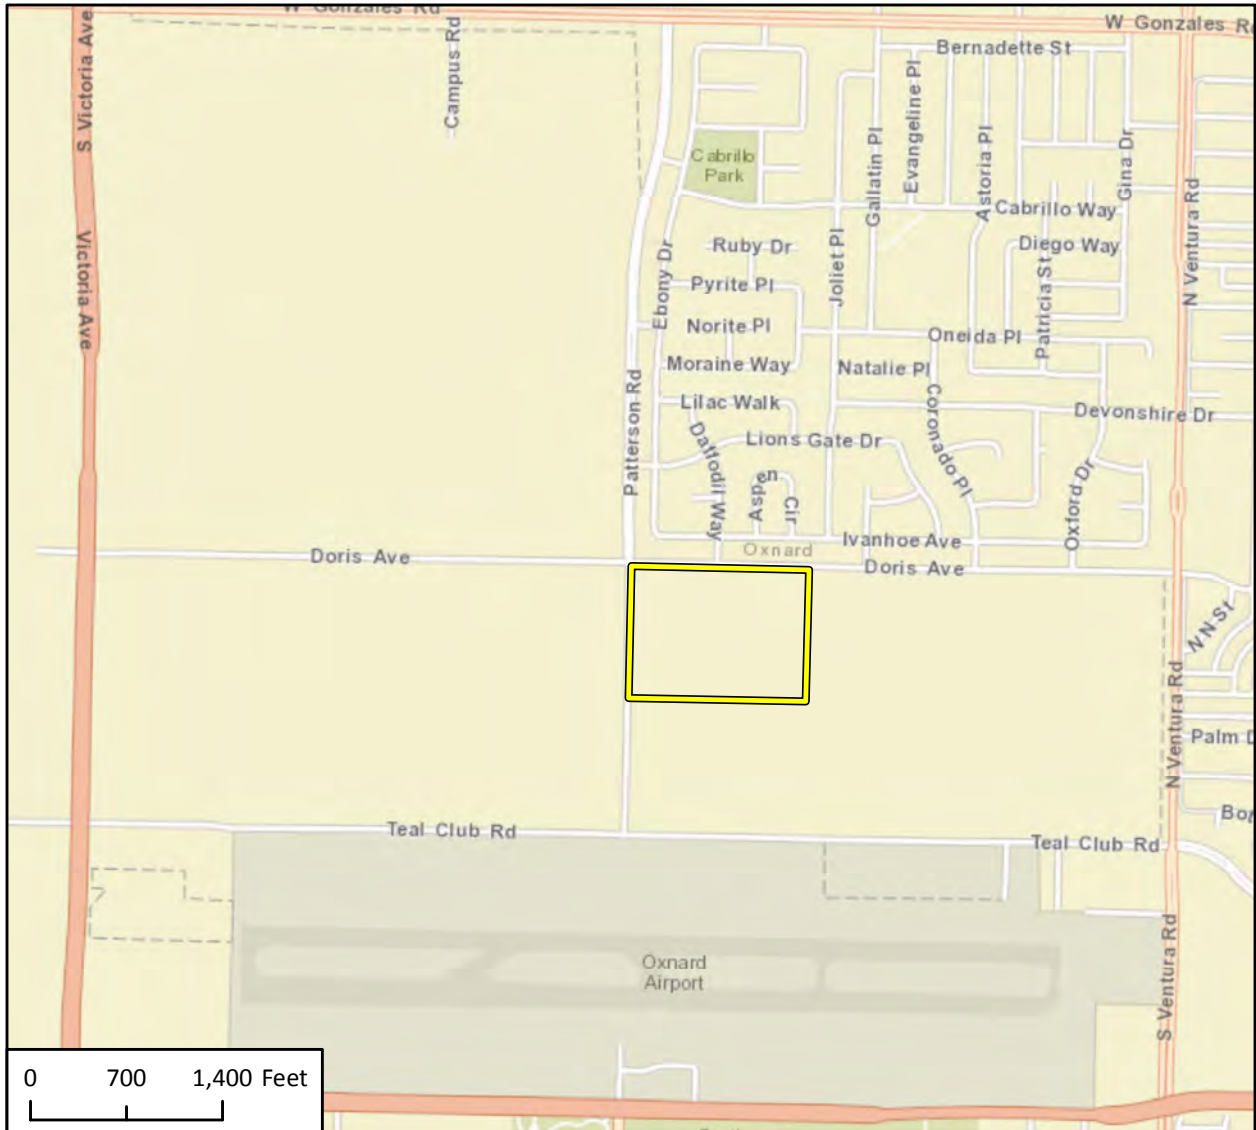 W Gonzales Rd
W Gonzales
S Victoria Ave
Campus Rd
Bernadette St
Evangeline Pl
Gallatin Pl
Astoria Pl
Gina Dr
Cabrillo
Park
Cabrillo Way
N Ventura Rd
Victoria Ave
Ebony Dr
Ruby Dr
Joliet Pl
Diego Way
Patricia St
Pyrite Pl
Norite Pl
Oneida Pl
Moraine Way
Natalie Pl
Patterson Rd
Lilac Walk
Coronado Pl
Devonshire Dr
Daffodil Way
Lions Gate Dr
Aspen
Cir
Oxford Dr
Ivanhoe Ave
Oxnard
Doris Ave
Doris Ave
N N St
N Ventura Rd
Palm
Teal Club Rd
Teal Club Rd
Oxnard
Airport
S Ventura Rd
0 700 1,400 Feet